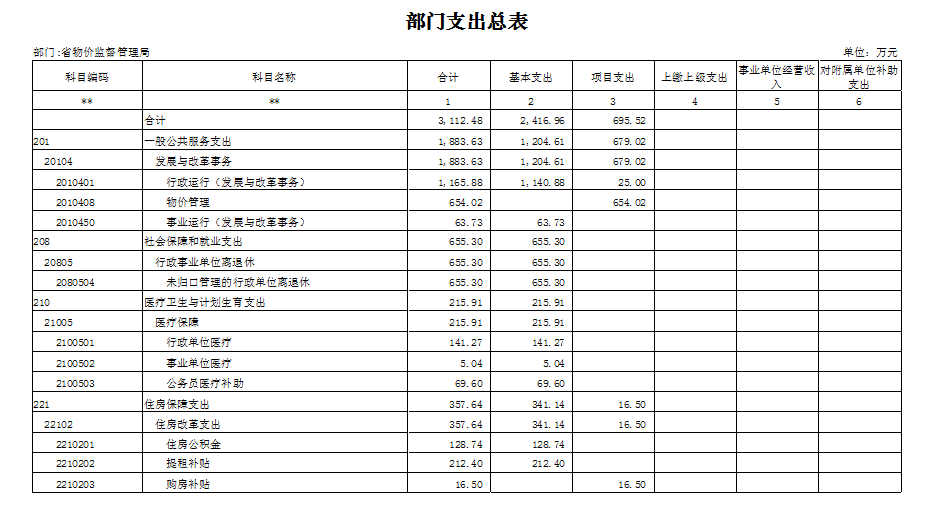 部门支出总表
部门:省物价监督管理局 单位: 万元
科目编码 科目名称 合计 基本支出 项目支出 上缴上级支出 事业单位经营收入 对附属单位补助支出
** ** 1 2 3 4 5 6
合计 3,112.48 2,416.96 695.52
201 一般公共服务支出 1,883.63 1,204.61 679.02
20104 发展与改革事务 1,883.63 1,204.61 679.02
2010401 行政运行(发展与改革事务) 1,165.88 1,140.88 25.00
2010408 物价管理 654.02 654.02
2010450 事业运行(发展与改革事务) 63.73 63.73
208 社会保障和就业支出 655.30 655.30
20805 行政事业单位离退休 655.30 655.30
2080504 未归口管理的行政单位离退休 655.30 655.30
210 医疗卫生与计划生育支出 215.91 215.91
21005 医疗保障 215.91 215.91
2100501 行政单位医疗 141.27 141.27
2100502 事业单位医疗 5.04 5.04
2100503 公务员医疗补助 69.60 69.60
221 住房保障支出 357.64 341.14 16.50
22102 住房改革支出 357.64 341.14 16.50
2210201 住房公积金 128.74 128.74
2210202 提租补贴 212.40 212.40
2210203 购房补贴 16.50 16.50